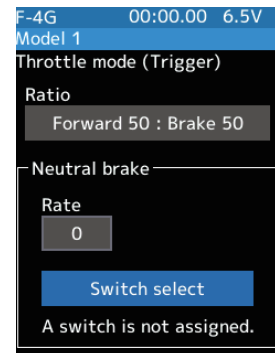 F-4G 00:00.00 6.5V
Model 1
Throttle mode (Trigger)
Ratio
Forward 50 : Brake 50
Neutral brake
Rate
0
Switch select
A switch is not assigned.